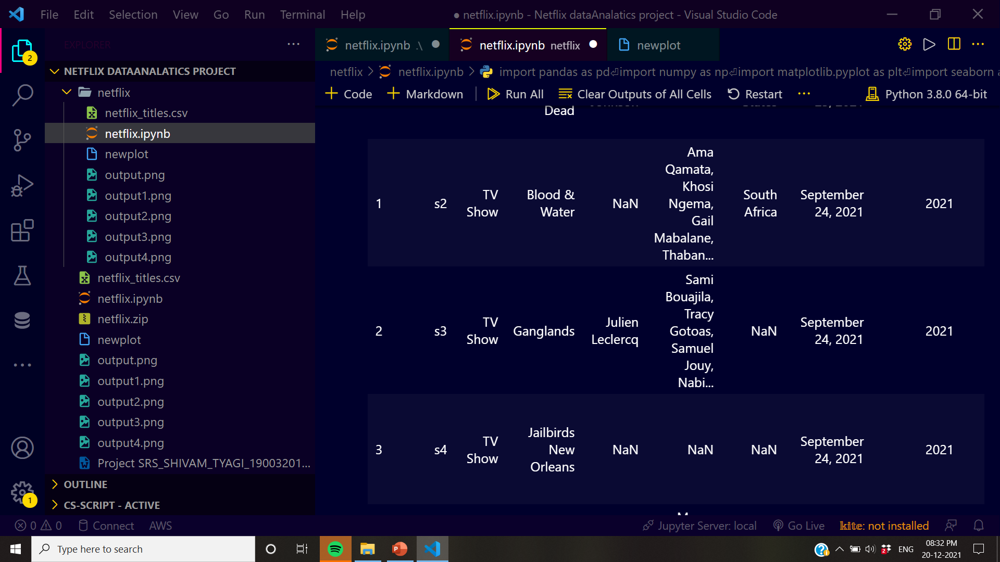 File Edit Selection View Go Run Terminal Help
● netflix.ipynb - Netflix dataAnalatics project - Visual Studio Code
EXPLORER
2
NETFLIX DATAANALATICS PROJECT
netflix
netflix_titles.csv
netflix.ipynb
newplot
output.png
output1.png
output2.png
output3.png
output4.png
netflix_titles.csv
netflix.ipynb
netflix.zip
newplot
output.png
output1.png
output2.png
output3.png
output4.png
Project SRS_SHIVAM_TYAGI_19003201...
OUTLINE
CS-SCRIPT - ACTIVE
1
netflix.ipynb .\ netflix.ipynb netflix newplot
netflix > netflix.ipynb > import pandas as pd⏎import numpy as np⏎import matplotlib.pyplot as plt⏎import seaborn a
Code Markdown Run All Clear Outputs of All Cells Restart Python 3.8.0 64-bit
Dead
1 s2
TV
Show
Blood &
Water
NaN
Ama
Qamata,
Khosi
Ngema,
Gail
Mabalane,
Thaban...
South
Africa
September
24, 2021
2021
2 s3
TV
Show
Ganglands
Julien
Leclercq
Sami
Bouajila,
Tracy
Gotoas,
Samuel
Jouy,
Nabi...
NaN
September
24, 2021
2021
3 s4
TV
Show
Jailbirds
New
Orleans
NaN
NaN
NaN
September
24, 2021
2021
0 0 Connect AWS
Jupyter Server: local Go Live kite: not installed
Type here to search
ENG
08:32 PM
20-12-2021